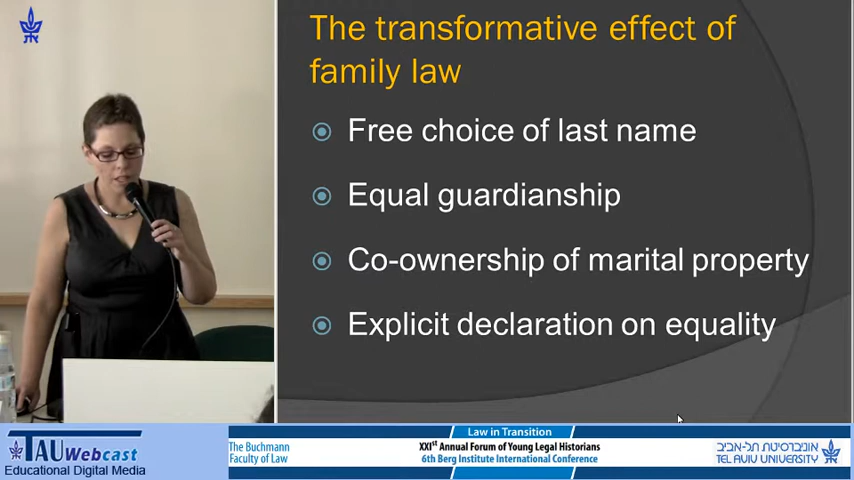 The transformative effect of
family law
Free choice of last name
Equal guardianship
Co-ownership of marital property
Explicit declaration on equality
TAU Webcast
Educational Digital Media
The Buchmann
Faculty of Law
Law in Transition
XXIst Annual Forum of Young Legal Historians
6th Berg Institute International Conference
אוניברסיטת תל-אביב
TEL AVIV UNIVERSITY